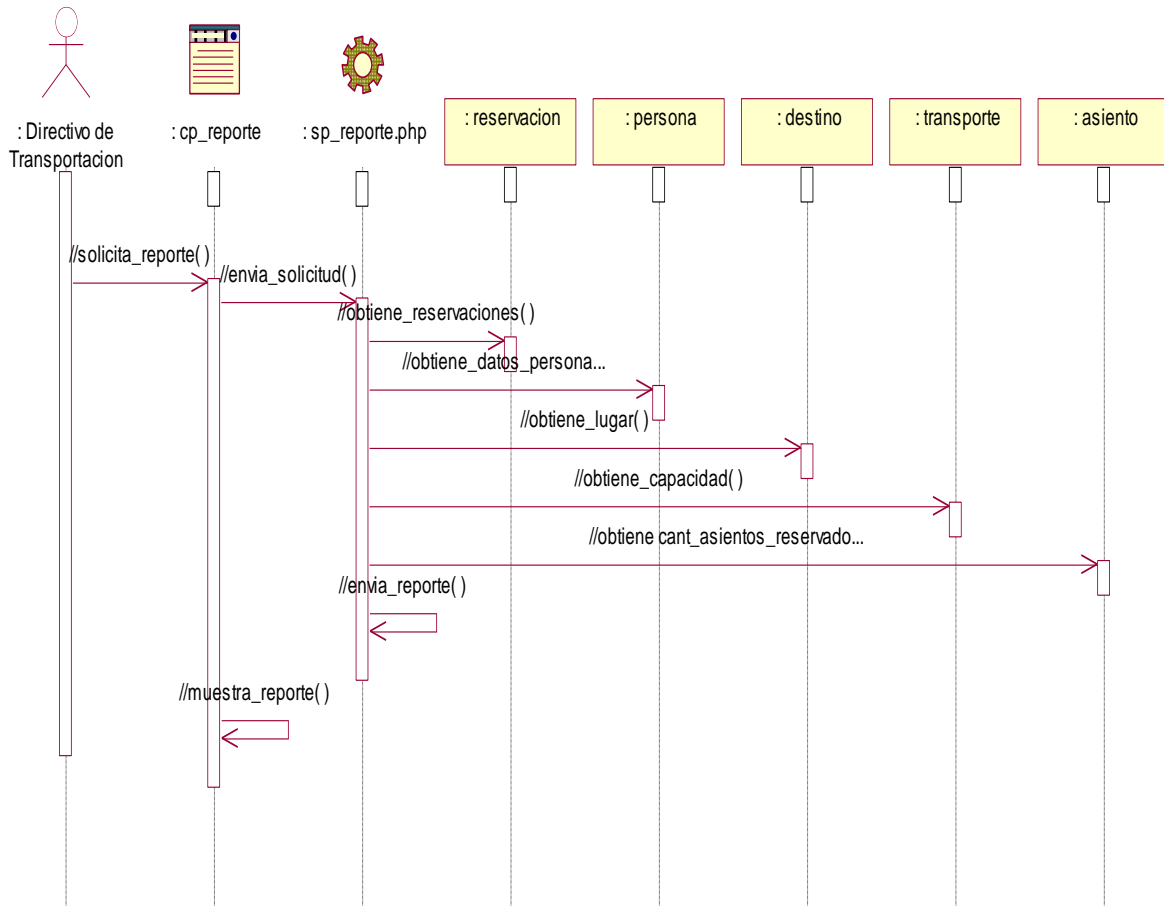 : Directivo de
Transportacion
: cp_reporte
: sp_reporte.php
: reservacion
: persona
: destino
: transporte
: asiento
//solicita_reporte( )
//envia_solicitud( )
//obtiene_reservaciones( )
//obtiene_datos_persona...
//obtiene_lugar( )
//obtiene_capacidad( )
//obtiene cant_asientos_reservado...
//envia_reporte( )
//muestra_reporte( )